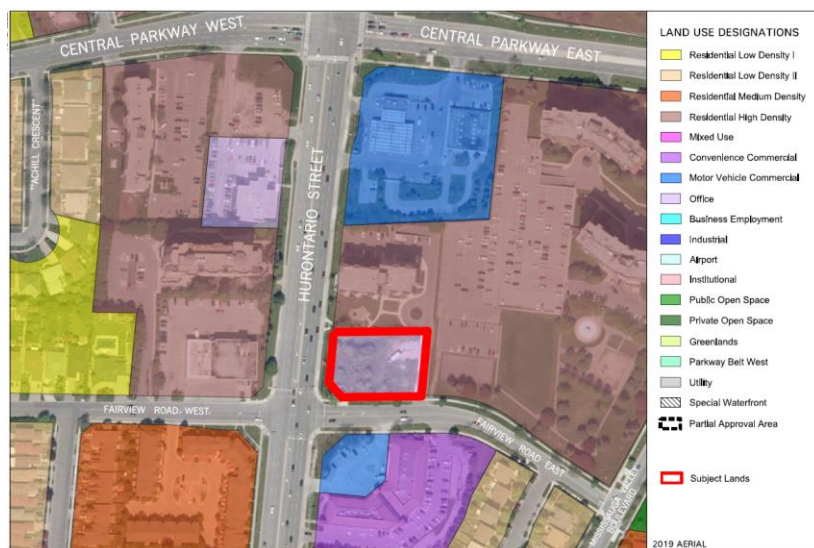 CENTRAL PARKWAY WEST
CENTRAL PARKWAY EAST
"ACHILL CRESCENT"
HURONTARIO STREET
FAIRVIEW ROAD WEST
FAIRVIEW ROAD EAST
MISSISSAUGA VALLEY
BOULEVARD
LAND USE DESIGNATIONS
Residential Low Density I
Residential Low Density II
Residential Medium Density
Residential High Density
Mixed Use
Convenience Commercial
Motor Vehicle Commercial
Office
Business Employment
Industrial
Airport
Institutional
Public Open Space
Private Open Space
Greenlands
Parkway Belt West
Utility
Special Waterfront
Partial Approval Area
Subject Lands
2019 AERIAL